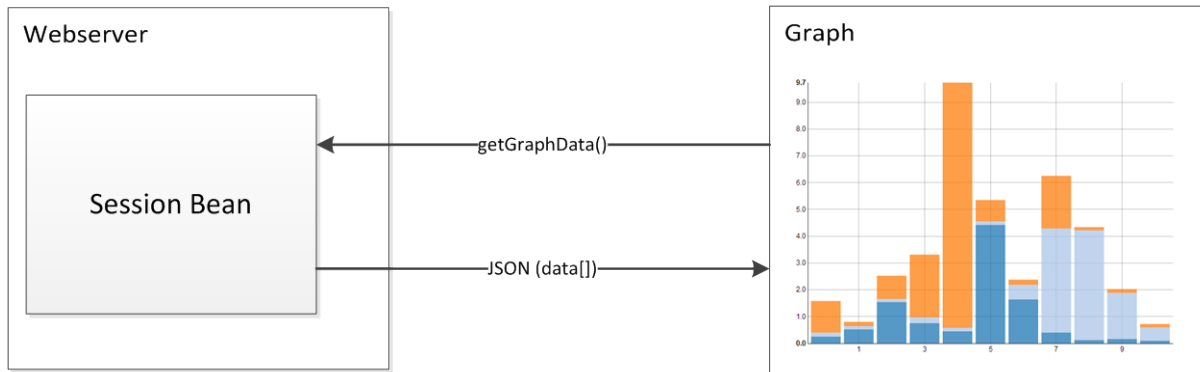 Webserver
Session Bean
getGraphData()
JSON (data[])
Graph
9.7
9.0
8.0
7.0
6.0
5.0
4.0
3.0
2.0
1.0
0.0
1 3 5 7 9